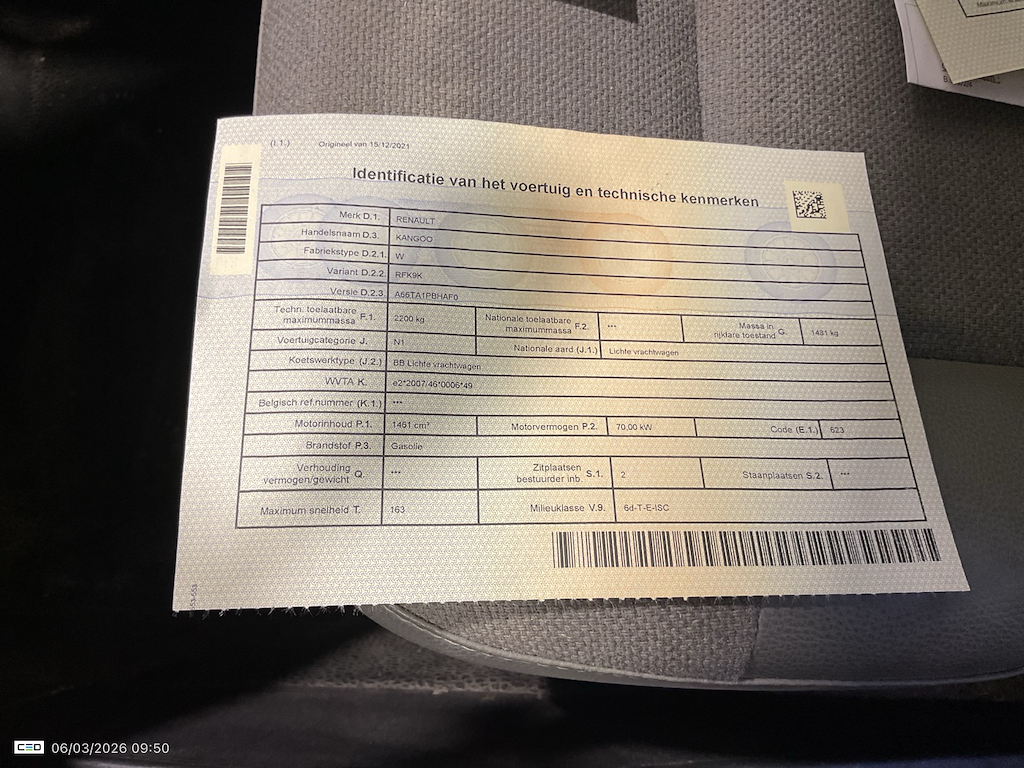 Maximum
(I.1.) Origineel van 15/12/2021
Identificatie van het voertuig en technische kenmerken
Merk D.1. RENAULT
Handelsnaam D.3. KANGOO
Fabriekstype D.2.1. W
Variant D.2.2. RFK9K
Versie D.2.3. A66TA1PBHAF0
Techn. toelaatbare maximummassa F.1. 2200 kg Nationale toelaatbare maximummassa F.2. *** Massa in rijklare toestand G. 1481 kg
Voertuigcategorie J. N1 Nationale aard (J.1.) Lichte vrachtwagen
Koetswerktype (J.2.) BB Lichte vrachtwagen
WVTA K. e2*2007/46*0006*49
Belgisch ref.nummer (K.1.) ***
Motorinhoud P.1. 1461 cm³ Motorvermogen P.2. 70,00 kW Code (E.1.) 623
Brandstof P.3. Gasolie
Verhouding vermogen/gewicht Q. *** Zitplaatsen bestuurder inb. S.1. 2 Staanplaatsen S.2. ***
Maximum snelheid T. 163 Milieuklasse V.9. 6d-T-E-ISC
CEO 06/03/2026 09:50